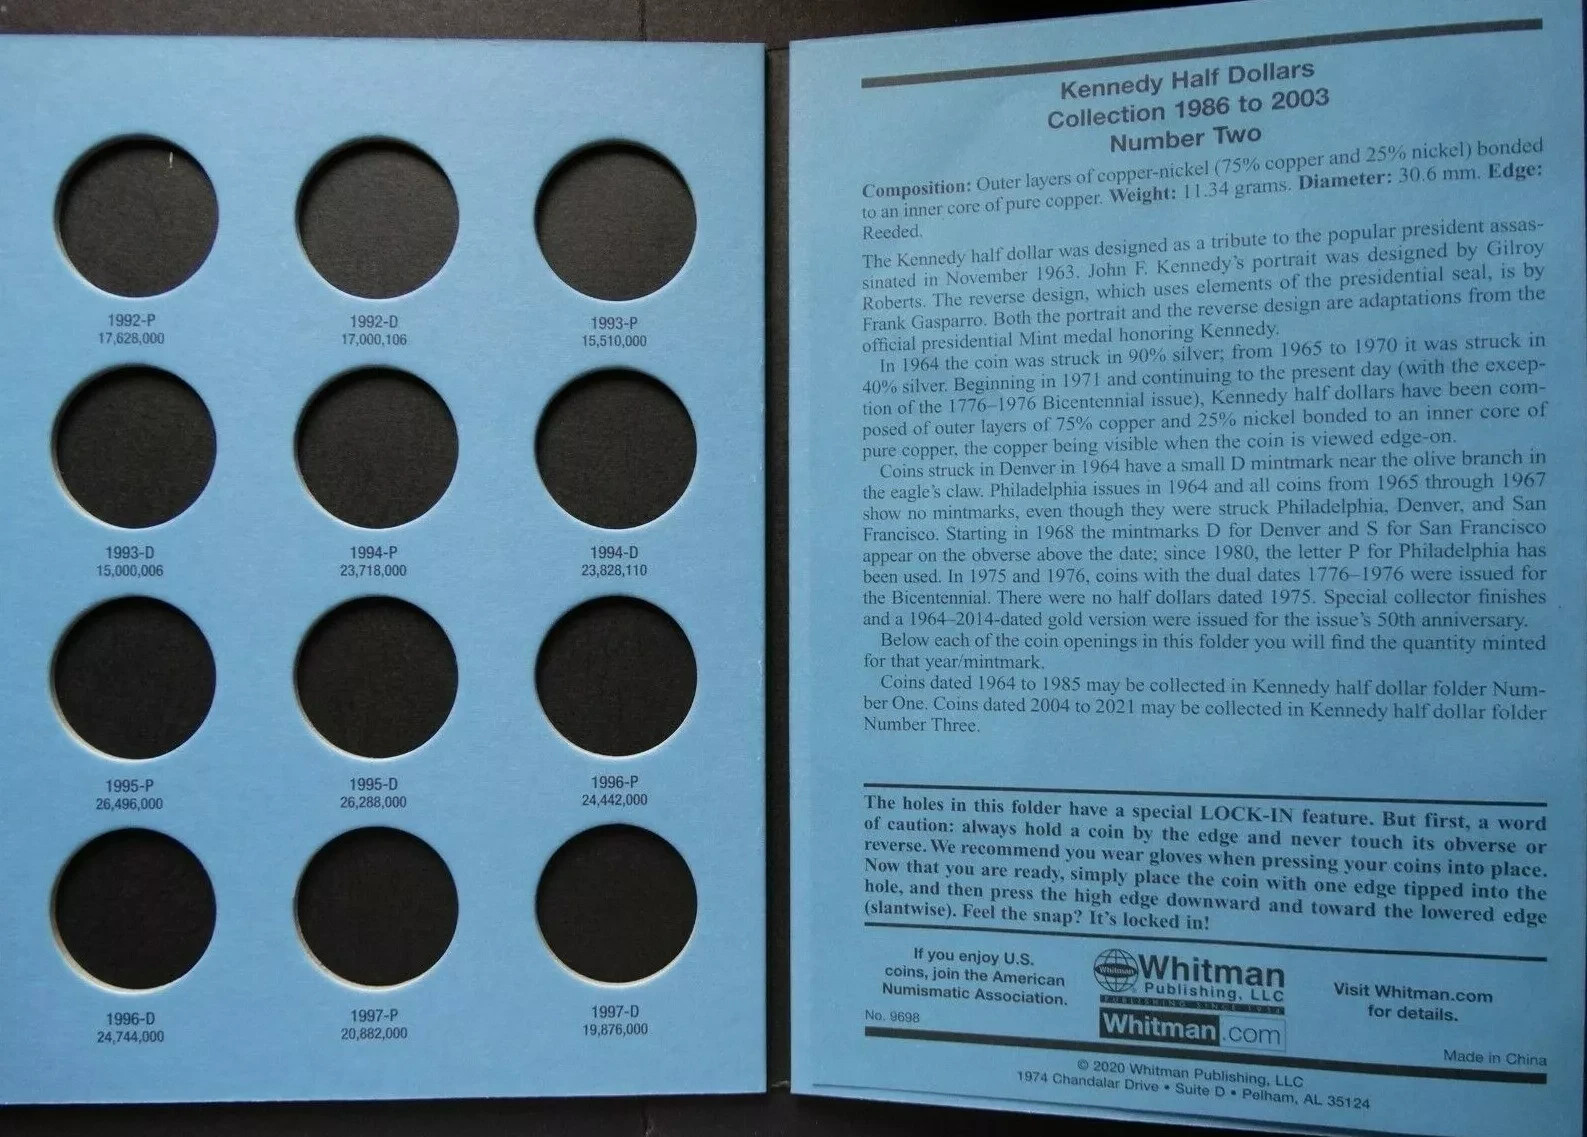 1992-P
17,628,000
1992-D
17,000,106
1993-P
15,510,000
1993-D
15,000,006
1994-P
23,718,000
1994-D
23,828,110
1995-P
26,496,000
1995-D
26,288,000
1996-P
24,442,000
1996-D
24,744,000
1997-P
20,882,000
1997-D
19,876,000
Kennedy Half Dollars
Collection 1986 to 2003
Number Two
Composition: Outer layers of copper-nickel (75% copper and 25% nickel) bonded
to an inner core of pure copper. Weight: 11.34 grams. Diameter: 30.6 mm. Edge:
Reeded.
The Kennedy half dollar was designed as a tribute to the popular president assas-
sinated in November 1963. John F. Kennedy's portrait was designed by Gilroy
Roberts. The reverse design, which uses elements of the presidential seal, is by
Frank Gasparro. Both the portrait and the reverse design are adaptations from the
official presidential Mint medal honoring Kennedy.
In 1964 the coin was struck in 90% silver; from 1965 to 1970 it was struck in
40% silver. Beginning in 1971 and continuing to the present day (with the excep-
tion of the 1776–1976 Bicentennial issue), Kennedy half dollars have been com-
posed of outer layers of 75% copper and 25% nickel bonded to an inner core of
pure copper, the copper being visible when the coin is viewed edge-on.
Coins struck in Denver in 1964 have a small D mintmark near the olive branch in
the eagle's claw. Philadelphia issues in 1964 and all coins from 1965 through 1967
show no mintmarks, even though they were struck Philadelphia, Denver, and San
Francisco. Starting in 1968 the mintmarks D for Denver and S for San Francisco
appear on the obverse above the date; since 1980, the letter P for Philadelphia has
been used. In 1975 and 1976, coins with the dual dates 1776–1976 were issued for
the Bicentennial. There were no half dollars dated 1975. Special collector finishes
and a 1964–2014-dated gold version were issued for the issue's 50th anniversary.
Below each of the coin openings in this folder you will find the quantity minted
for that year/mintmark.
Coins dated 1964 to 1985 may be collected in Kennedy half dollar folder Num-
ber One. Coins dated 2004 to 2021 may be collected in Kennedy half dollar folder
Number Three.
The holes in this folder have a special LOCK-IN feature. But first, a word
of caution: always hold a coin by the edge and never touch its obverse or
reverse. We recommend you wear gloves when pressing your coins into place.
Now that you are ready, simply place the coin with one edge tipped into the
hole, and then press the high edge downward and toward the lowered edge
(slantwise). Feel the snap? It's locked in!
If you enjoy U.S.
coins, join the American
Numismatic Association.
No. 9698
Whitman
Whitman
Publishing, LLC
PUBLISHING SINCE 1934
Whitman.com
Visit Whitman.com
for details.
Made in China
© 2020 Whitman Publishing, LLC
1974 Chandalar Drive • Suite D • Pelham, AL 35124